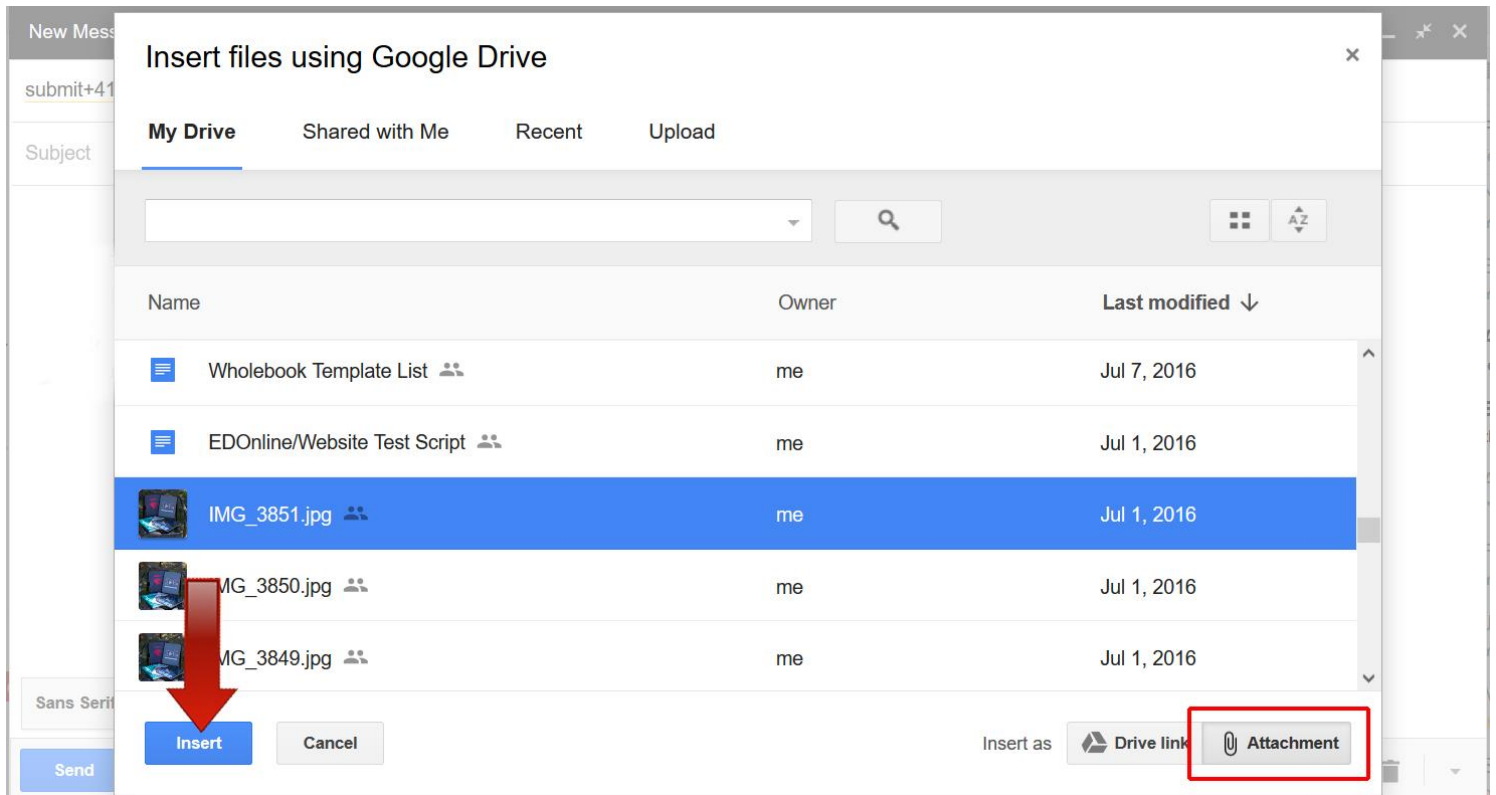 New Mess
Insert files using Google Drive
submit+41
My Drive Shared with Me Recent Upload
Subject
A Z
Name Owner Last modified
Wholebook Template List me Jul 7, 2016
EDOnline/Website Test Script me Jul 1, 2016
IMG_3851.jpg me Jul 1, 2016
MG_3850.jpg me Jul 1, 2016
MG_3849.jpg me Jul 1, 2016
Sans Serif
Insert Cancel Insert as Drive link Attachment
Send